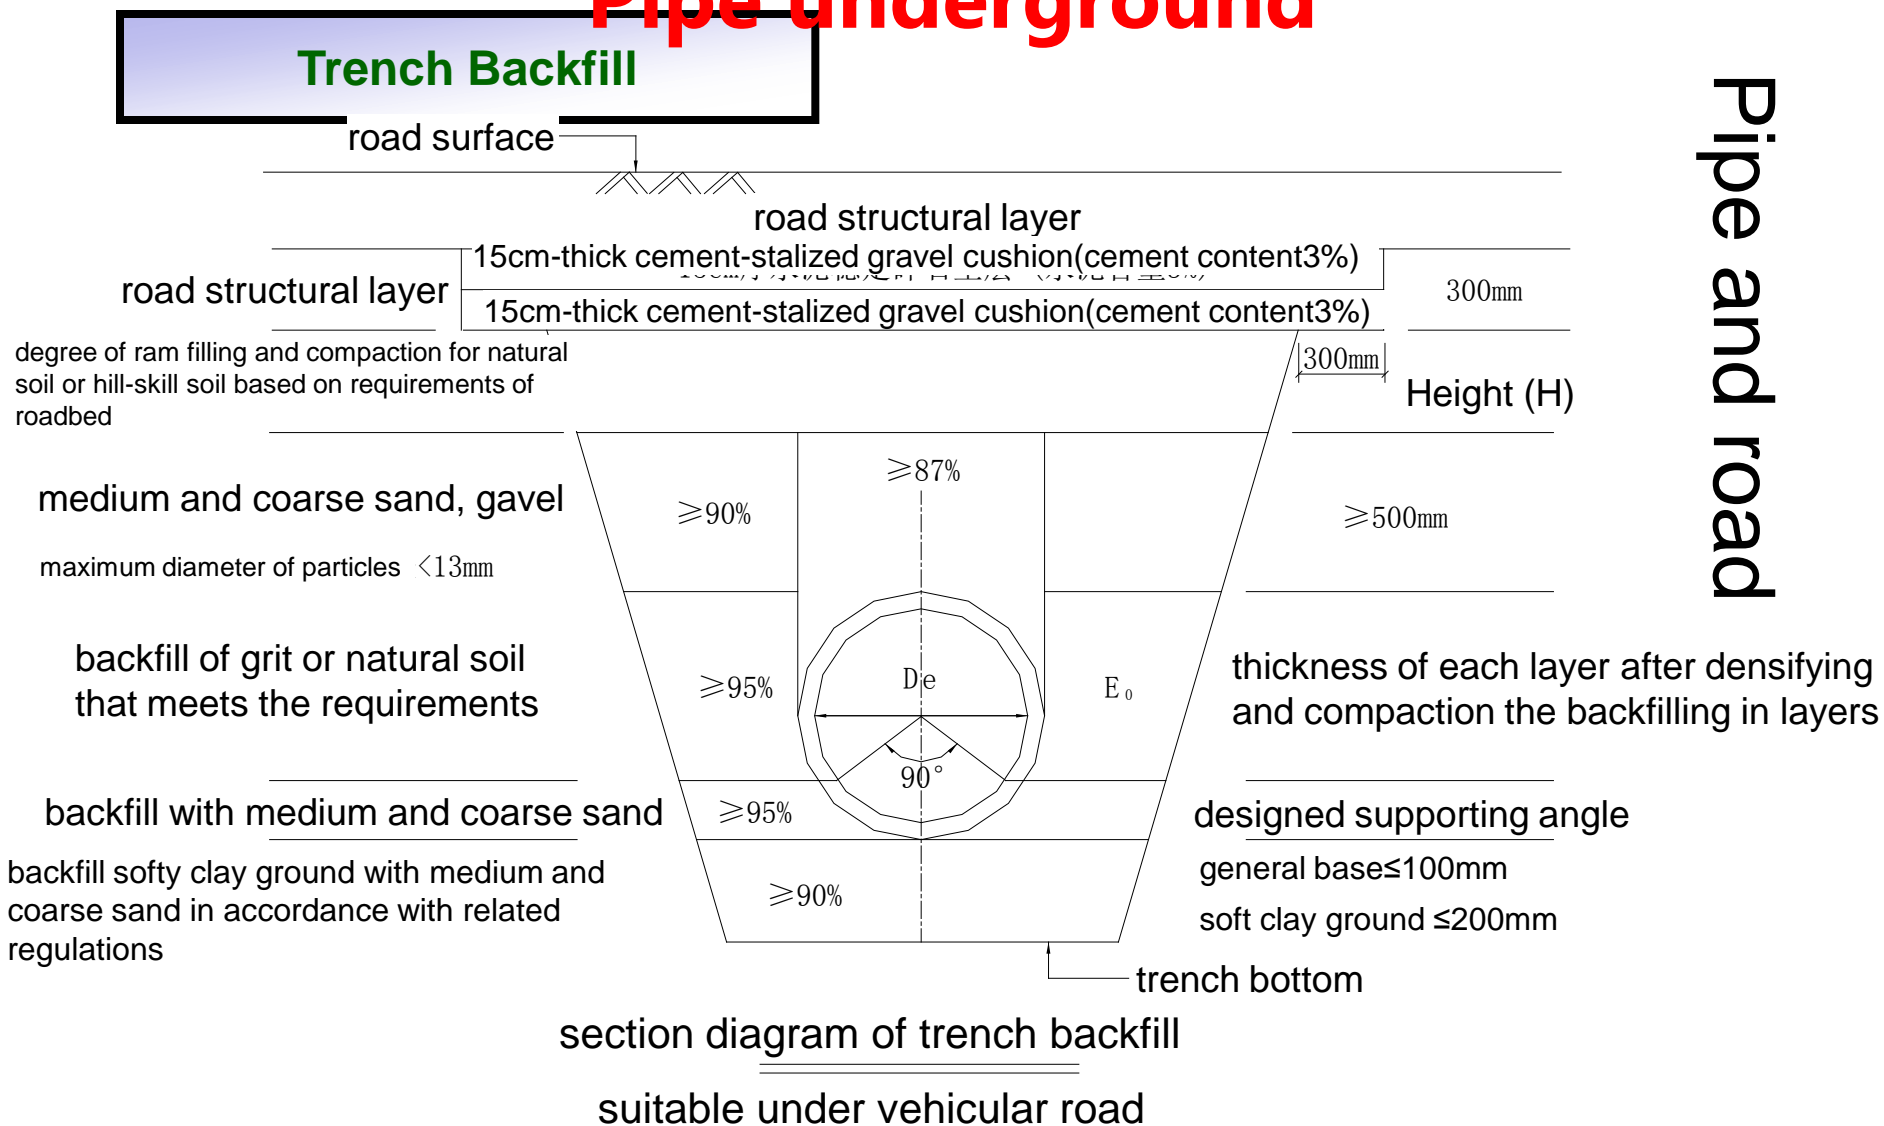 Pipe underground
Trench Backfill
road surface
road structural layer
15cm-thick cement-stalized gravel cushion(cement content3%)
road structural layer
300mm
15cm-thick cement-stalized gravel cushion(cement content3%)
degree of ram filling and compaction for natural
soil or hill-skill soil based on requirements of
roadbed
300mm
Height (H)
≥87%
medium and coarse sand, gavel
≥90%
≥500mm
maximum diameter of particles <13mm
backfill of grit or natural soil
that meets the requirements
≥95%
De
E₀
thickness of each layer after densifying
and compaction the backfilling in layers
90°
backfill with medium and coarse sand
≥95%
designed supporting angle
backfill softy clay ground with medium and
coarse sand in accordance with related
regulations
≥90%
general base≤100mm
soft clay ground ≤200mm
trench bottom
section diagram of trench backfill
suitable under vehicular road
Pipe and road